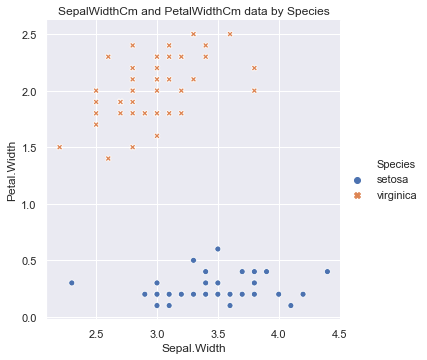 SepalWidthCm and PetalWidthCm data by Species
2.5
2.0
1.5
1.0
0.5
0.0
Petal.Width
2.5 3.0 3.5 4.0 4.5
Sepal.Width
Species
setosa
virginica